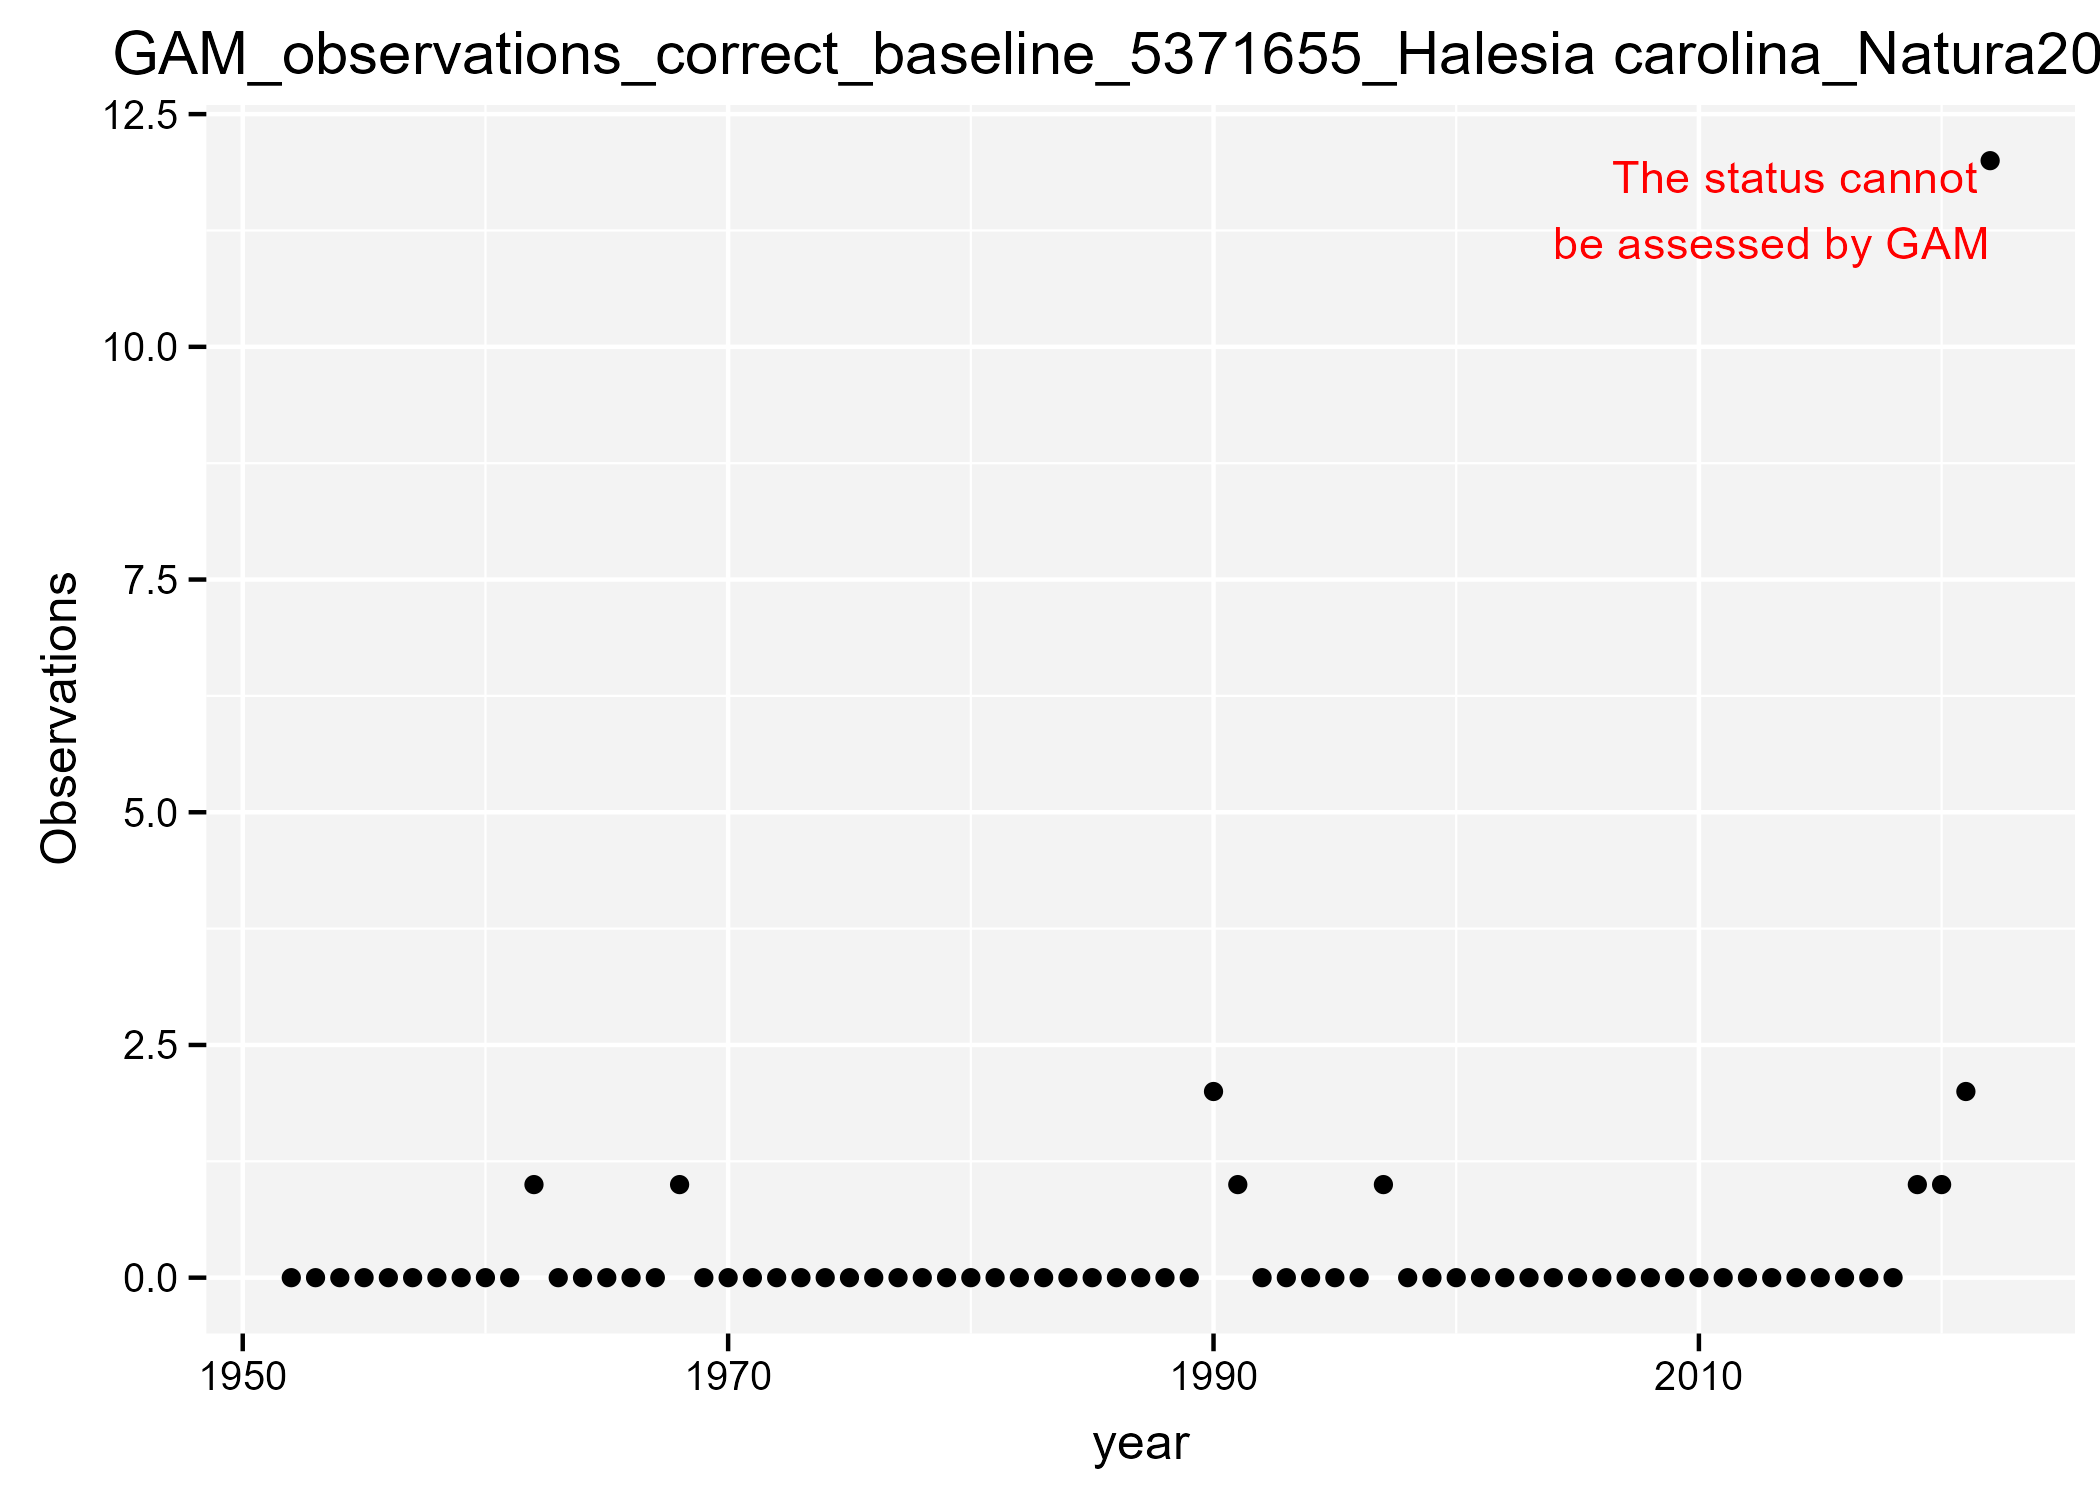 GAM_observations_correct_baseline_5371655_Halesia carolina_Natura20
12.5
The status cannot
be assessed by GAM
10.0
7.5
Observations
5.0
2.5
0.0
1950 1970 1990 2010
year